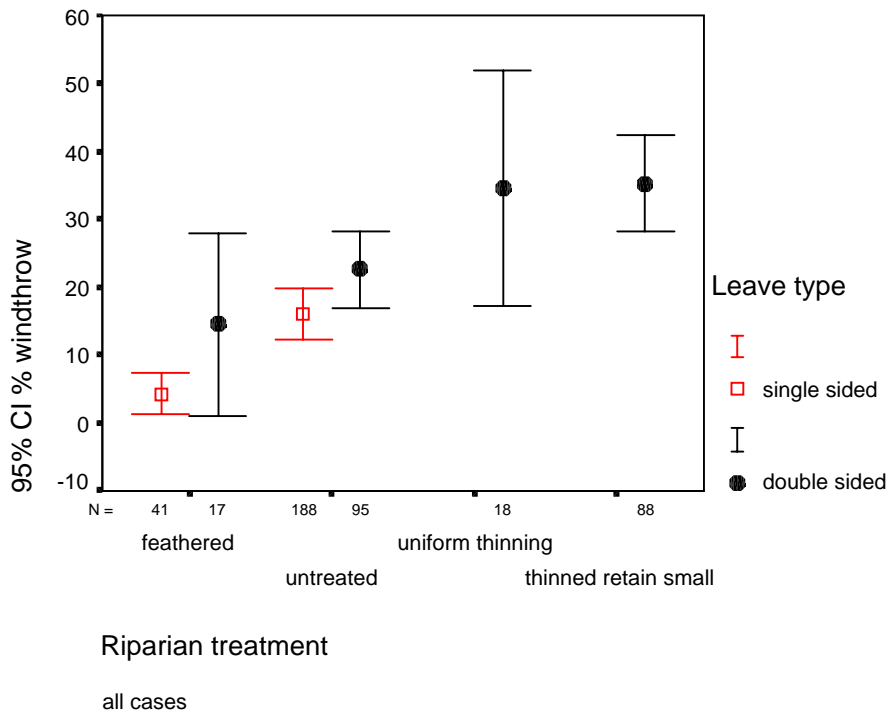 60
50
40
30
20
10
0
-10
95% CI % windthrow
N = 41 17 188 95 18 88
feathered uniform thinning
untreated thinned retain small
Riparian treatment
all cases
Leave type
single sided
double sided